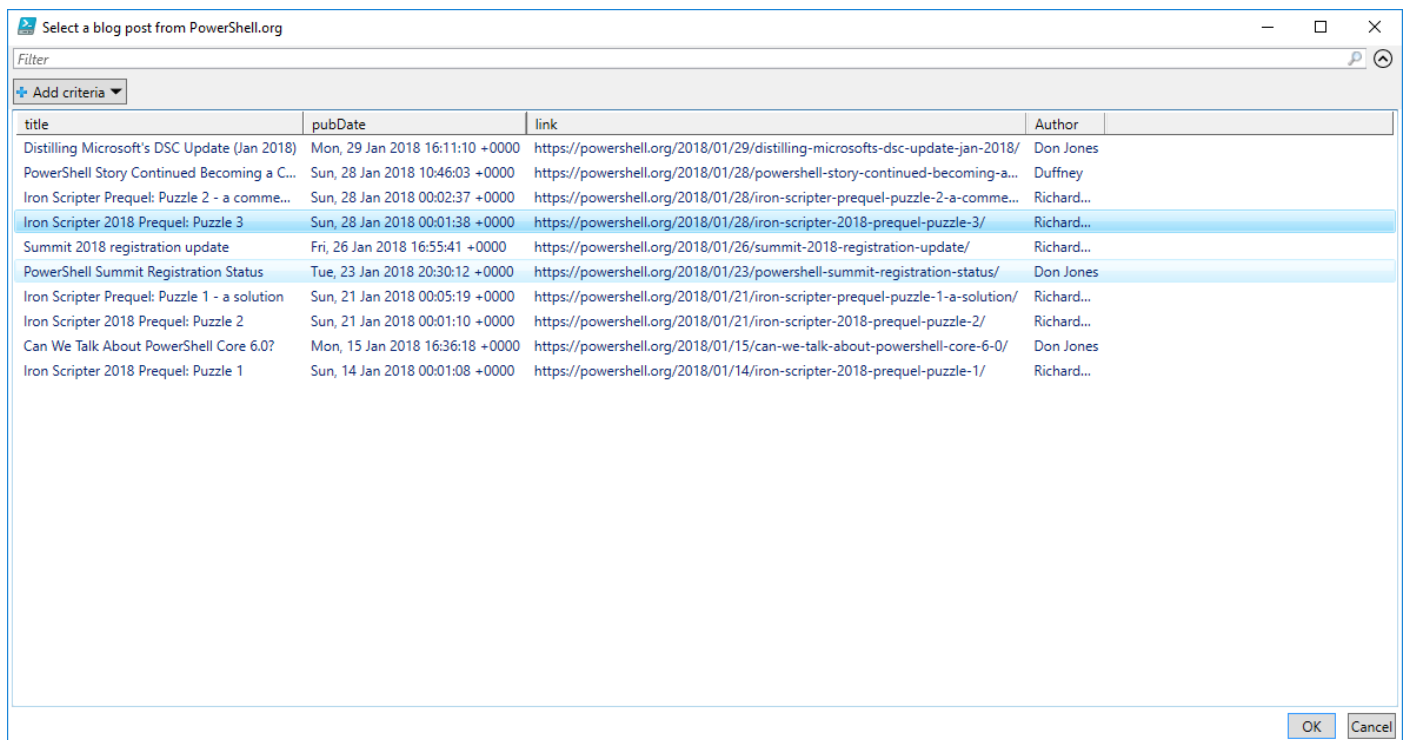 Select a blog post from PowerShell.org
Filter
Add criteria
title pubDate link Author
Distilling Microsoft's DSC Update (Jan 2018) Mon, 29 Jan 2018 16:11:10 +0000 https://powershell.org/2018/01/29/distilling-microsofts-dsc-update-jan-2018/ Don Jones
PowerShell Story Continued Becoming a C... Sun, 28 Jan 2018 10:46:03 +0000 https://powershell.org/2018/01/28/powershell-story-continued-becoming-a... Duffney
Iron Scripter Prequel: Puzzle 2 - a comme... Sun, 28 Jan 2018 00:02:37 +0000 https://powershell.org/2018/01/28/iron-scripter-prequel-puzzle-2-a-comme... Richard...
Iron Scripter 2018 Prequel: Puzzle 3 Sun, 28 Jan 2018 00:01:38 +0000 https://powershell.org/2018/01/28/iron-scripter-2018-prequel-puzzle-3/ Richard...
Summit 2018 registration update Fri, 26 Jan 2018 16:55:41 +0000 https://powershell.org/2018/01/26/summit-2018-registration-update/ Richard...
PowerShell Summit Registration Status Tue, 23 Jan 2018 20:30:12 +0000 https://powershell.org/2018/01/23/powershell-summit-registration-status/ Don Jones
Iron Scripter Prequel: Puzzle 1 - a solution Sun, 21 Jan 2018 00:05:19 +0000 https://powershell.org/2018/01/21/iron-scripter-prequel-puzzle-1-a-solution/ Richard...
Iron Scripter 2018 Prequel: Puzzle 2 Sun, 21 Jan 2018 00:01:10 +0000 https://powershell.org/2018/01/21/iron-scripter-2018-prequel-puzzle-2/ Richard...
Can We Talk About PowerShell Core 6.0? Mon, 15 Jan 2018 16:36:18 +0000 https://powershell.org/2018/01/15/can-we-talk-about-powershell-core-6-0/ Don Jones
Iron Scripter 2018 Prequel: Puzzle 1 Sun, 14 Jan 2018 00:01:08 +0000 https://powershell.org/2018/01/14/iron-scripter-2018-prequel-puzzle-1/ Richard...
OK Cancel